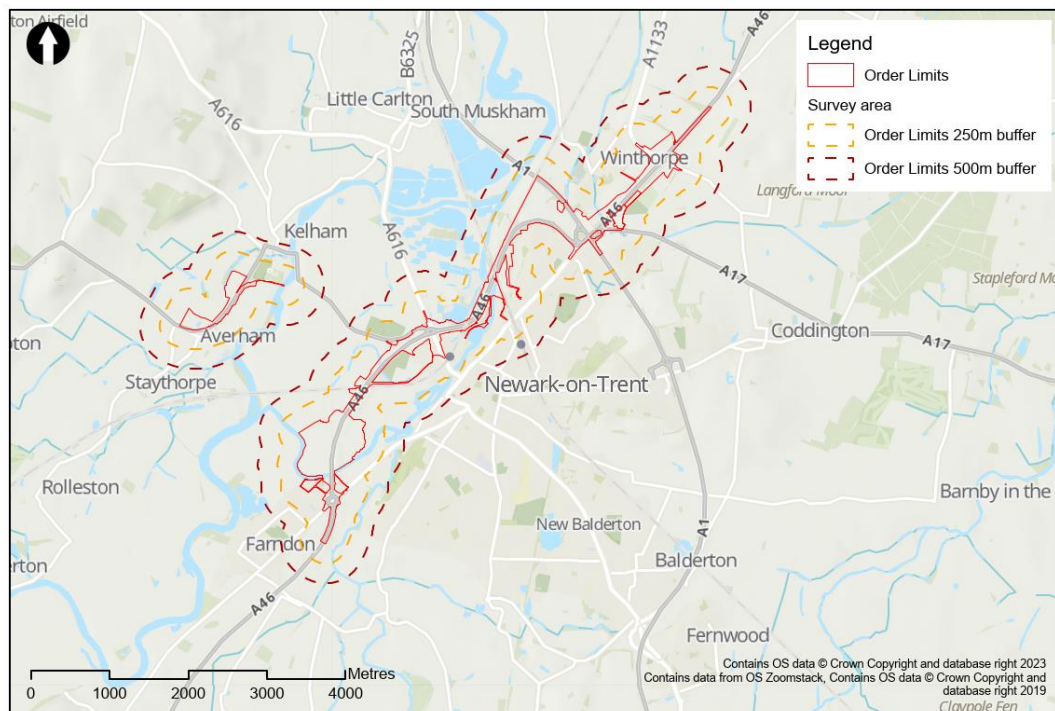 ton Airfield
A616
B6325
Little Carlton
South Muskham
A1133
A46
Legend
Order Limits
Survey area
Order Limits 250m buffer
Order Limits 500m buffer
A1
Winthorpe
Langford Moor
A46
Kelham
A616
A17
Stapleford Mo
A46
Averham
Coddington
A17
pton
Staythorpe
Newark-on-Trent
A46
Rolleston
Barnby in the
New Balderton
A1
Farndon
Balderton
erton
A46
Fernwood
Metres
0 1000 2000 3000 4000
Contains OS data © Crown Copyright and database right 2023
Contains data from OS Zoomstack, Contains OS data © Crown Copyright and
database right 2019
Claypole Fen